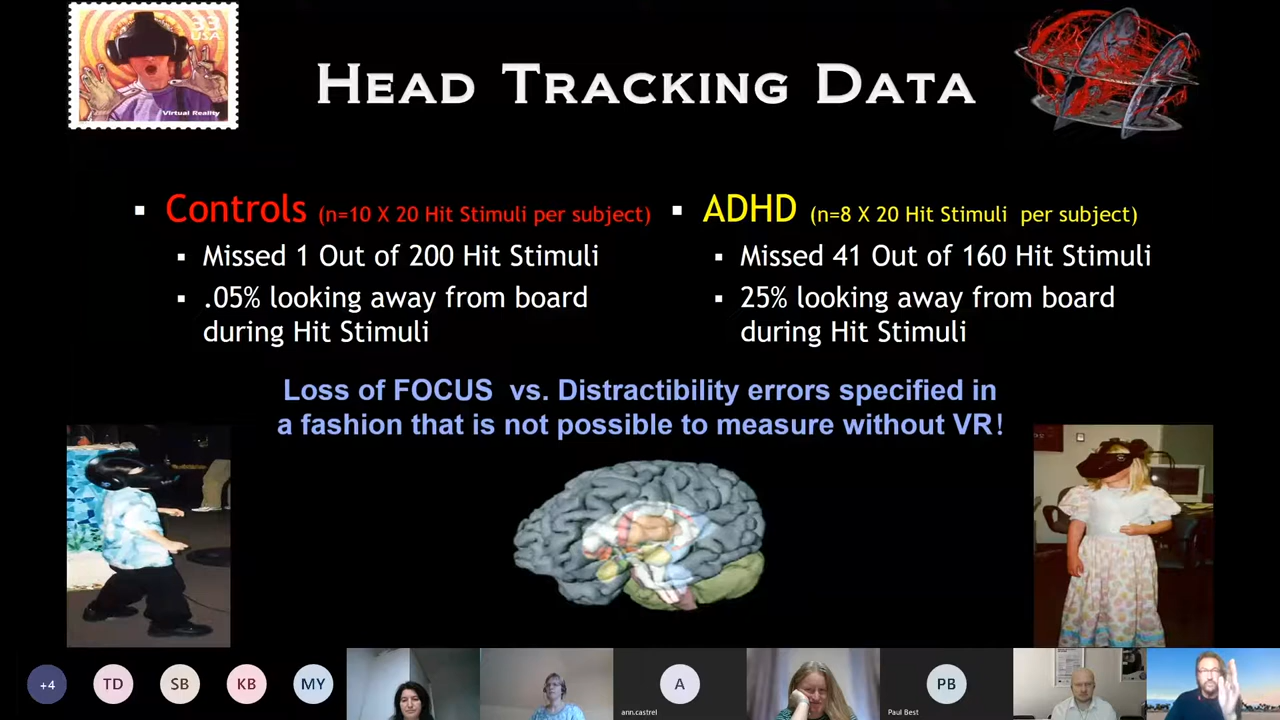 33
USA
Virtual Reality
HEAD TRACKING DATA
Controls (n=10 X 20 Hit Stimuli per subject)
Missed 1 Out of 200 Hit Stimuli
.05% looking away from board
during Hit Stimuli
ADHD (n=8 X 20 Hit Stimuli per subject)
Missed 41 Out of 160 Hit Stimuli
25% looking away from board
during Hit Stimuli
Loss of FOCUS vs. Distractibility errors specified in
a fashion that is not possible to measure without VR!
+4
TD
SB
KB
MY
A
ann.castrel
PB
Paul Best